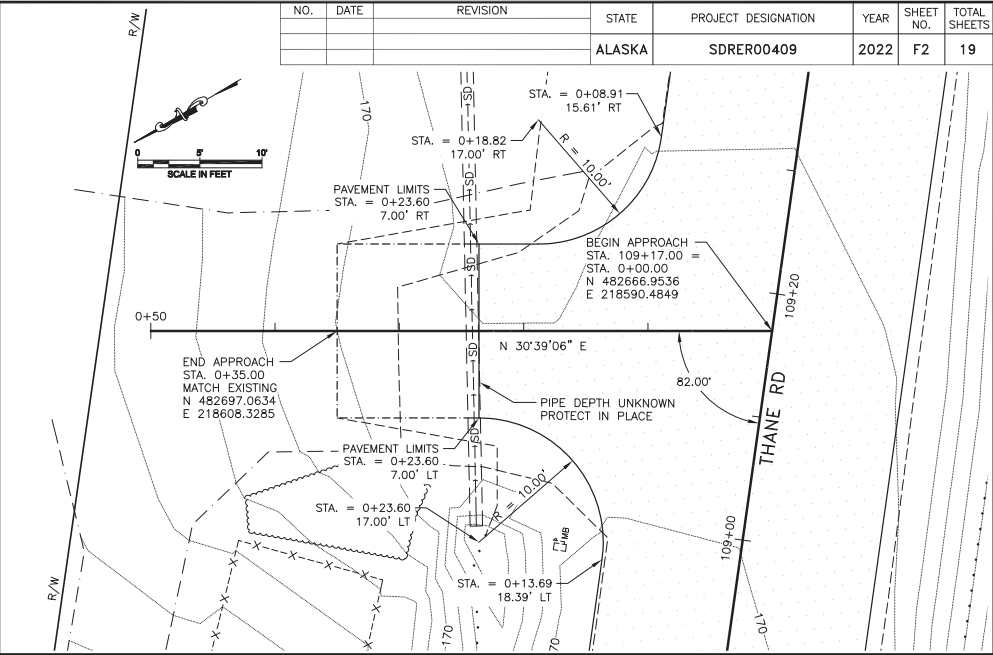 NO. DATE REVISION STATE PROJECT DESIGNATION YEAR SHEET NO. TOTAL SHEETS
ALASKA SDRER00409 2022 F2 19
R/W
170
SD
STA. = 0+08.91
15.61' RT
STA. = 0+18.82
17.00' RT
R = 10.00'
0 5' 10'
SCALE IN FEET
SD
PAVEMENT LIMITS
STA. = 0+23.60
7.00' RT
BEGIN APPROACH
STA. 109+17.00 =
STA. 0+00.00
N 482666.9536
E 218590.4849
SD
109+20
0+50
N 30°39'06" E
SD
END APPROACH
STA. 0+35.00
MATCH EXISTING
N 482697.0634
E 218608.3285
82.00°
PIPE DEPTH UNKNOWN
PROTECT IN PLACE
THANE RD
SD
PAVEMENT LIMITS
STA. = 0+23.60
7.00' LT
R = 10.00'
STA. = 0+23.60
17.00' LT
MB
109+00
STA. = 0+13.69
18.39' LT
R/W
170
70
170